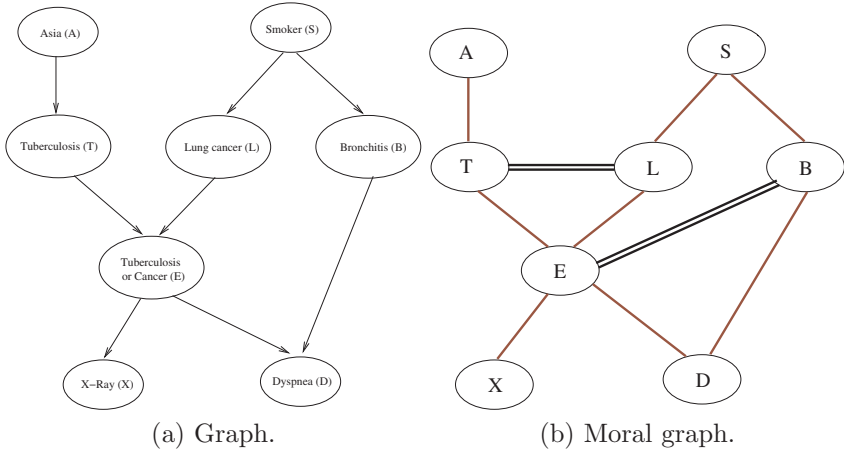 Asia (A)
Smoker (S)
Tuberculosis (T)
Lung cancer (L)
Bronchitis (B)
Tuberculosis
or Cancer (E)
X−Ray (X)
Dyspnea (D)
(a) Graph.
A
S
T
L
B
E
X
D
(b) Moral graph.